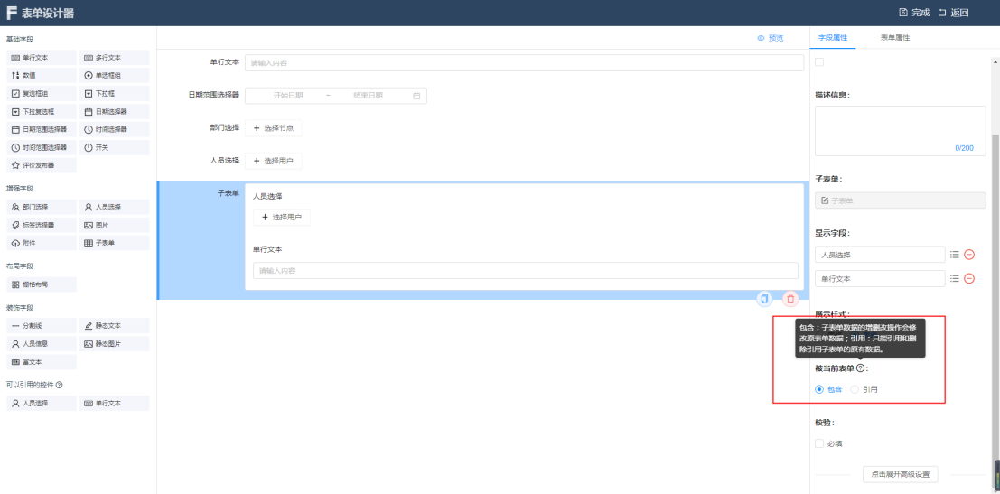 表单设计器
完成
返回
基础字段
单行文本
多行文本
数值
单选框组
复选框组
下拉框
下拉复选框
日期选择器
日期范围选择器
时间选择器
时间范围选择器
开关
评价发布器
增强字段
部门选择
人员选择
标签选择器
图片
附件
子表单
布局字段
栅格布局
装饰字段
分割线
静态文本
人员信息
静态图片
富文本
可以引用的控件
人员选择
单行文本
预览
单行文本
请输入内容
日期范围选择器
开始日期
~
结束日期
部门选择
+ 选择节点
人员选择
+ 选择用户
子表单
人员选择
+ 选择用户
单行文本
请输入内容
字段属性
表单属性
描述信息:
0/200
子表单:
子表单
显示字段:
人员选择
单行文本
展示样式:
包含：子表单数据的增删改操作会修
改原表单数据；引用：只能引用和删
除引用子表单的原有数据。
被当前表单 :
包含
引用
校验:
必填
点击展开高级设置